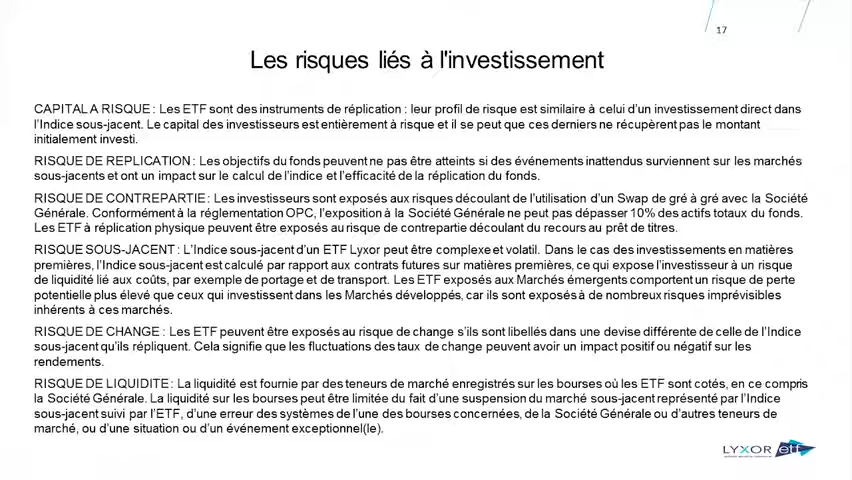 17
Les risques liés à l'investissement
CAPITAL A RISQUE : Les ETF sont des instruments de réplication : leur profil de risque est similaire à celui d’un investissement direct dans
l’Indice sous-jacent. Le capital des investisseurs est entièrement à risque et il se peut que ces derniers ne récupèrent pas le montant
initialement investi.
RISQUE DE REPLICATION : Les objectifs du fonds peuvent ne pas être atteints si des événements inattendus surviennent sur les marchés
sous-jacents et ont un impact sur le calcul de l’indice et l’efficacité de la réplication du fonds.
RISQUE DE CONTREPARTIE : Les investisseurs sont exposés aux risques découlant de l’utilisation d’un Swap de gré à gré avec la Société
Générale. Conformément à la réglementation OPC, l’exposition à la Société Générale ne peut pas dépasser 10% des actifs totaux du fonds.
Les ETF à réplication physique peuvent être exposés au risque de contrepartie découlant du recours au prêt de titres.
RISQUE SOUS-JACENT : L’Indice sous-jacent d’un ETF Lyxor peut être complexe et volatil. Dans le cas des investissements en matières
premières, l’Indice sous-jacent est calculé par rapport aux contrats futures sur matières premières, ce qui expose l’investisseur à un risque
de liquidité lié aux coûts, par exemple de portage et de transport. Les ETF exposés aux Marchés émergents comportent un risque de perte
potentielle plus élevé que ceux qui investissent dans les Marchés développés, car ils sont exposés à de nombreux risques imprévisibles
inhérents à ces marchés.
RISQUE DE CHANGE : Les ETF peuvent être exposés au risque de change s’ils sont libellés dans une devise différente de celle de l’Indice
sous-jacent qu’ils répliquent. Cela signifie que les fluctuations des taux de change peuvent avoir un impact positif ou négatif sur les
rendements.
RISQUE DE LIQUIDITE : La liquidité est fournie par des teneurs de marché enregistrés sur les bourses où les ETF sont cotés, en ce compris
la Société Générale. La liquidité sur les bourses peut être limitée du fait d’une suspension du marché sous-jacent représenté par l’Indice
sous-jacent suivi par l’ETF, d’une erreur des systèmes de l’une des bourses concernées, de la Société Générale ou d’autres teneurs de
marché, ou d’une situation ou d’un événement exceptionnel(le).
LYXOR etf